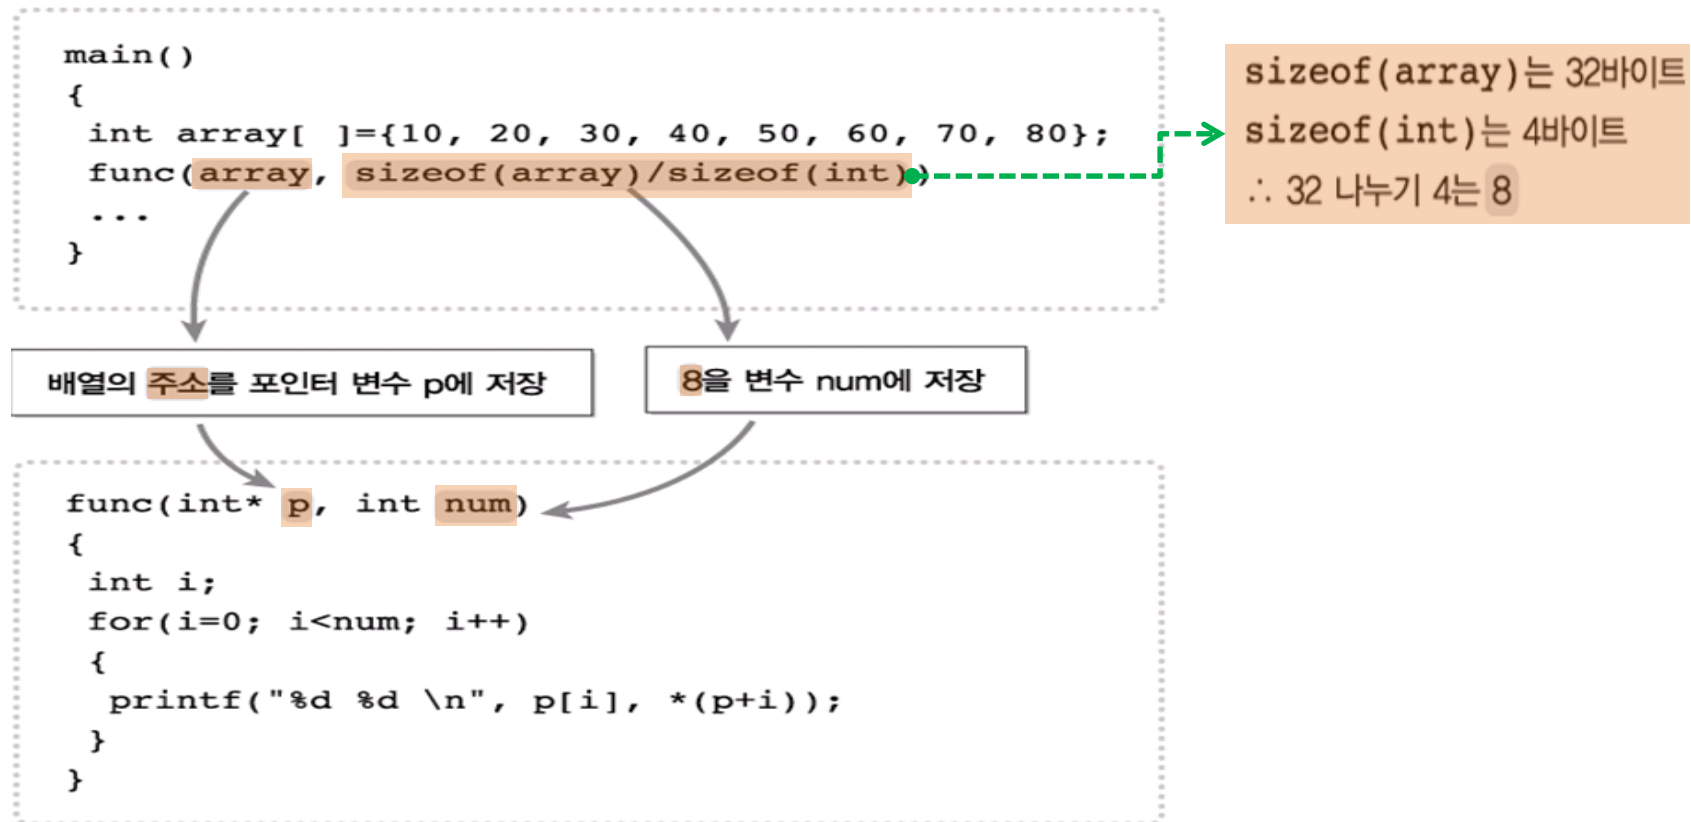 main()
{
int array[ ]={10, 20, 30, 40, 50, 60, 70, 80};
func(array, sizeof(array)/sizeof(int))
...
}
sizeof(array)는 32바이트
sizeof(int)는 4바이트
∴ 32 나누기 4는 8
배열의 주소를 포인터 변수 p에 저장
8을 변수 num에 저장
func(int* p, int num)
{
int i;
for(i=0; i<num; i++)
{
printf("%d %d \n", p[i], *(p+i));
}
}